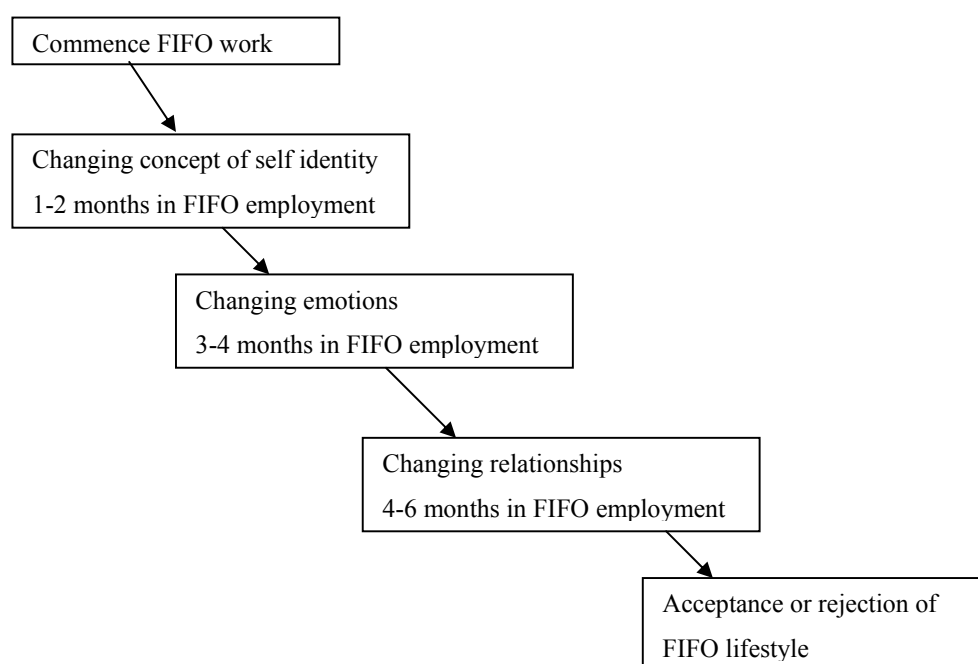 Commence FIFO work
Changing concept of self identity
1-2 months in FIFO employment
Changing emotions
3-4 months in FIFO employment
Changing relationships
4-6 months in FIFO employment
Acceptance or rejection of
FIFO lifestyle